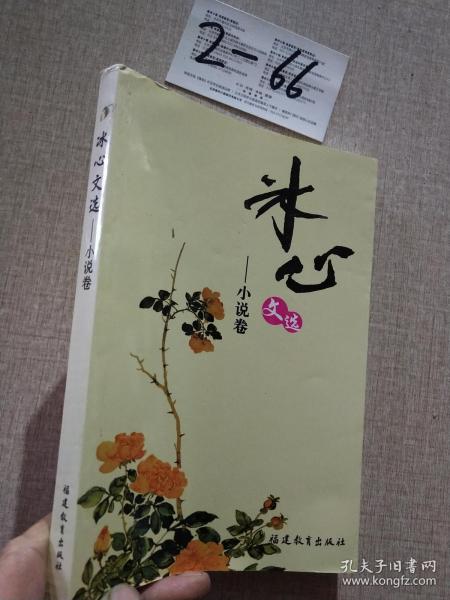 2-66
冰心
文选
——小说卷
福建教育出版社
冰心文选——小说卷
福建教育出版社
孔夫子旧书网
www.kongfz.com